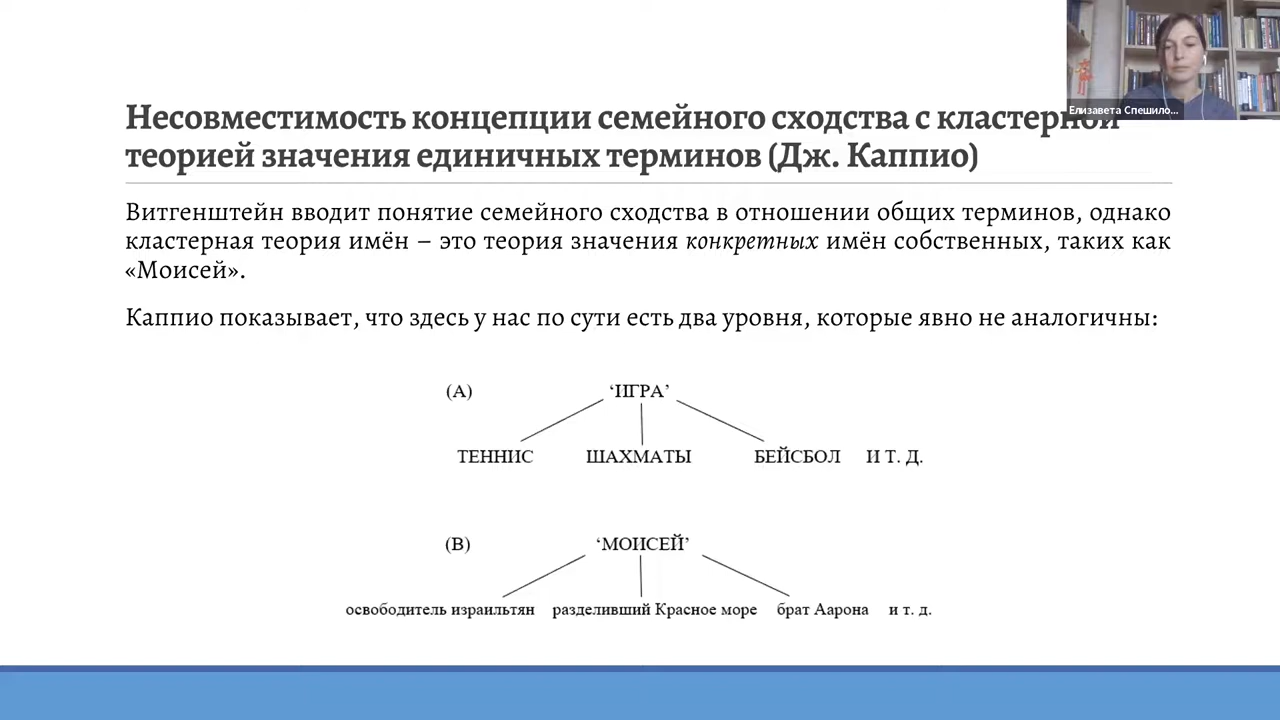 Елизавета Спешило...
Несовместимость концепции семейного сходства с кластерной
теорией значения единичных терминов (Дж. Каппио)
Витгенштейн вводит понятие семейного сходства в отношении общих терминов, однако
кластерная теория имён – это теория значения конкретных имён собственных, таких как
«Моисей».
Каппио показывает, что здесь у нас по сути есть два уровня, которые явно не аналогичны:
(A) ‘ИГРА’
ТЕННИС ШАХМАТЫ БЕЙСБОЛ И Т. Д.
(B) ‘МОИСЕЙ’
освободитель израильтян разделивший Красное море брат Аарона и т. д.